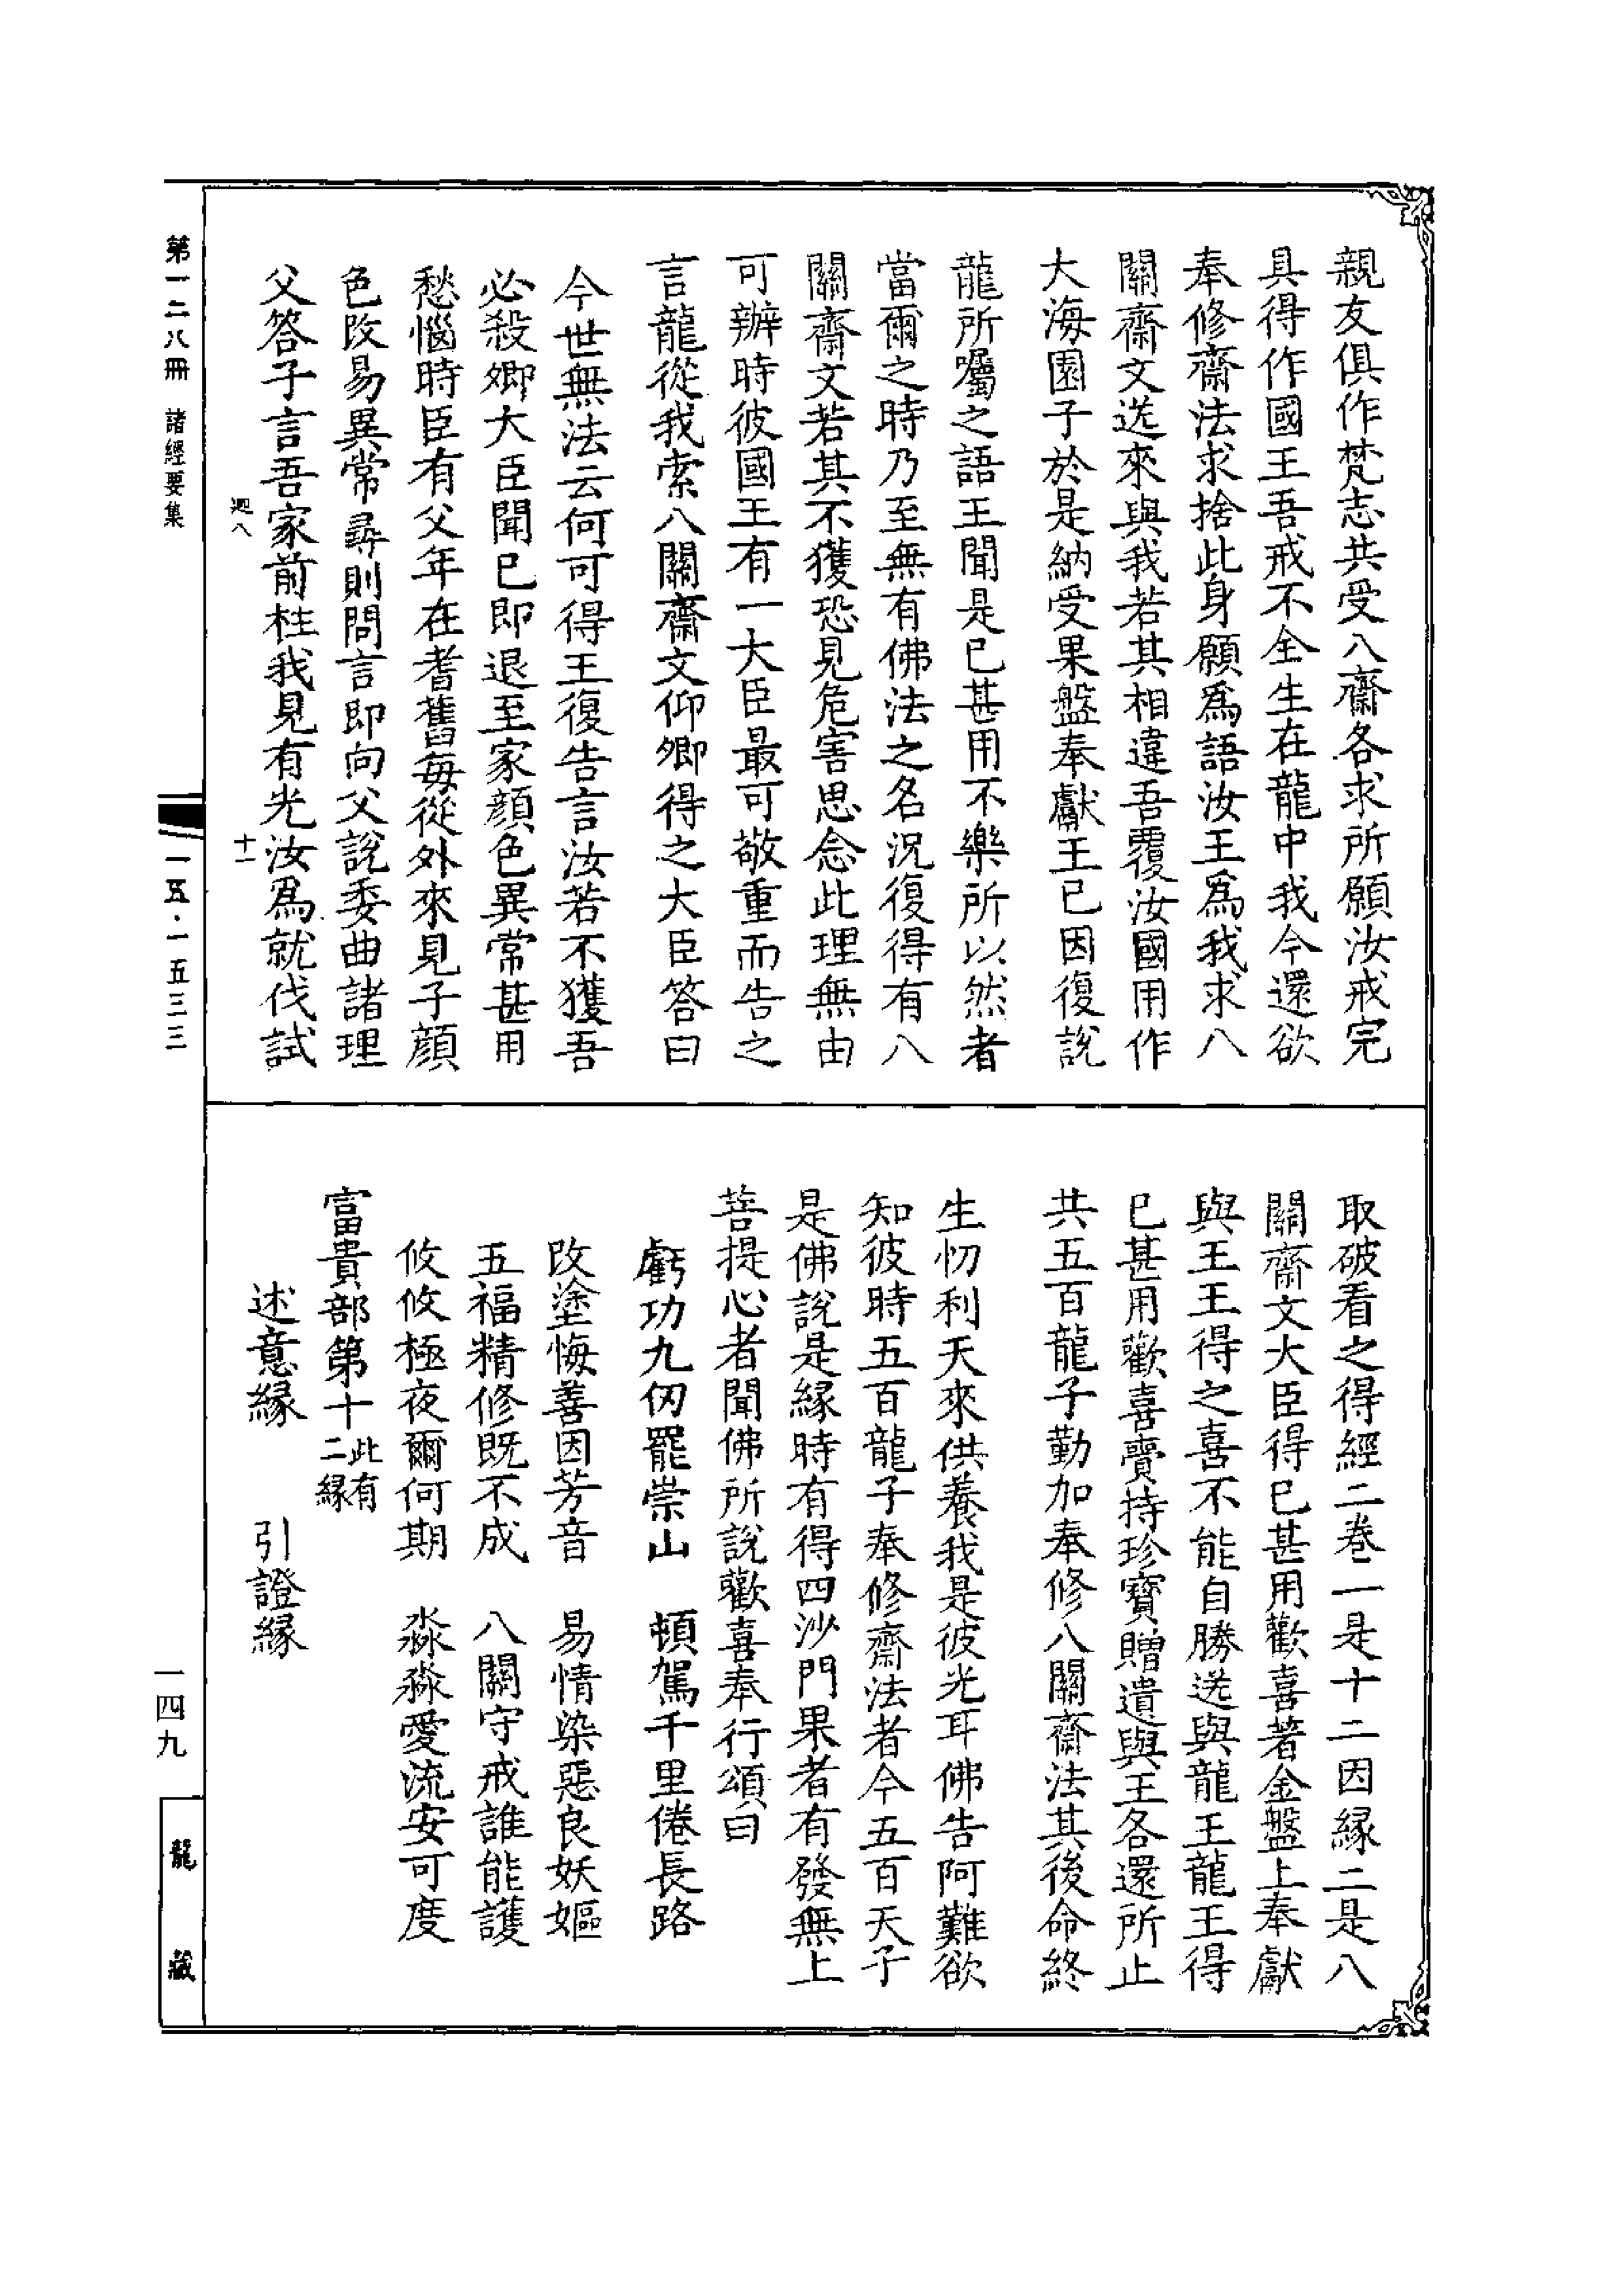 親友俱作梵志共受八齋各求所願汝戒完
具得作國王吾戒不全生在龍中我今還欲
奉修齋法求捨此身願為語汝王為我求八
關齋文送來與我若其相違吾覆汝國用作
大海園子於是納受果盤奉獻王已因復說
龍所囑之語王聞是已甚用不樂所以然者
當爾之時乃至無有佛法之名況復得有八
關齋文若其不獲恐見危害思念此理無由
可辦時彼國王有一大臣最可敬重而告之
言龍從我索八關齋文仰卿得之大臣答曰
今世無法云何可得王復告言汝若不獲吾
必殺卿大臣聞已即退至家顏色異常甚用
愁惱時臣有父年在耆舊每從外來見子顏
色改易異常尋則問言即向父說委曲諸理
父答子言吾家前柱我見有光汝為就伐試
迴八
十一
取破看之得經二卷一是十二因緣二是八
關齋文大臣得已甚用歡喜著金盤上奉獻
與王王得之喜不能自勝送與龍王龍王得
已甚用歡喜賷持珍寶贈遺與王各還所止
共五百龍子勤加奉修八關齋法其後命終
生忉利天來供養我是彼光耳佛告阿難欲
知彼時五百龍子奉修齋法者今五百天子
是佛說是緣時有得四沙門果者有發無上
菩提心者聞佛所說歡喜奉行頌曰
虧功九仞罷崇山　頓駕千里倦長路
改塗悔善因芳音　易情染惡良妖嫗
五福精修既不成　八關守戒誰能護
攸攸極夜爾何期　淼淼愛流安可度
富貴部第十此有二緣
述意緣　引證緣
第一二八冊　諸經要集
一五·一五三三
一四九
龍藏